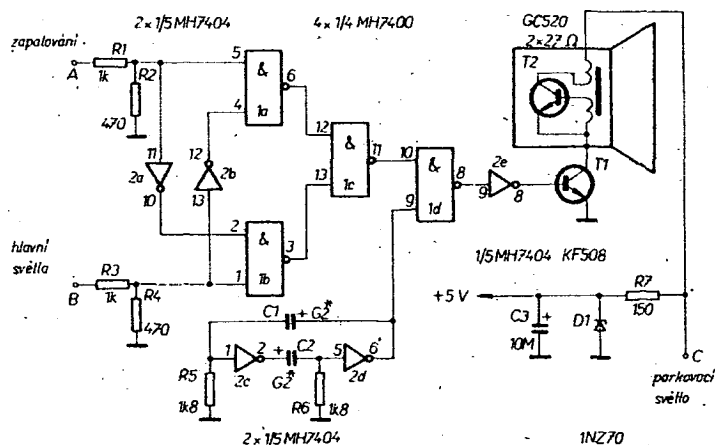 2×1/5 MH7404
4×1/4 MH7400
GC520
2×27 Ω
zapalování
A
R1
1k
R2
470
5
4
&
1a
6
T2
11
2a
10
12
2b
13
12
13
&
1c
11
10
9
&
1d
8
9
2e
8
T1
hlavní
světla
B
R3
1k
R4
470
2
1
&
1b
3
1/5 MH7404 KF508
C1
+ G2*
+5 V
R7
150
C3
+
10M
D1
C
parkovací
světlo
R5
1k8
1
2c
2
+
C2
G2*
5
2d
6
R6
1k8
2×1/5 MH7404
1NZ70